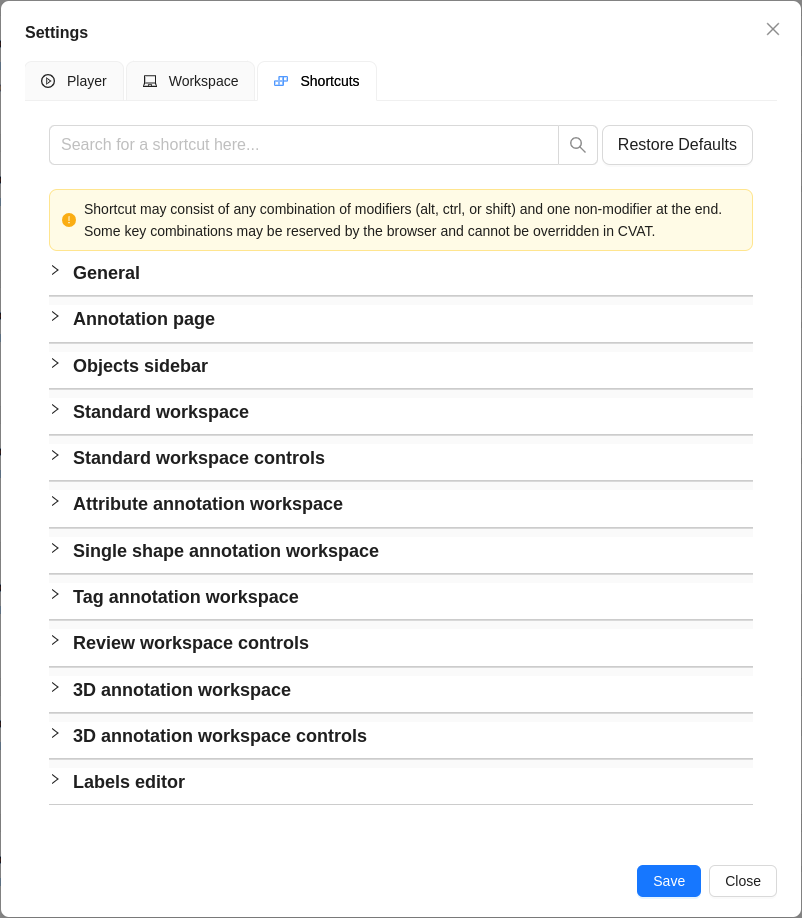 Settings
Player
Workspace
Shortcuts
Search for a shortcut here...
Restore Defaults
Shortcut may consist of any combination of modifiers (alt, ctrl, or shift) and one non-modifier at the end.
Some key combinations may be reserved by the browser and cannot be overridden in CVAT.
General
Annotation page
Objects sidebar
Standard workspace
Standard workspace controls
Attribute annotation workspace
Single shape annotation workspace
Tag annotation workspace
Review workspace controls
3D annotation workspace
3D annotation workspace controls
Labels editor
Save
Close